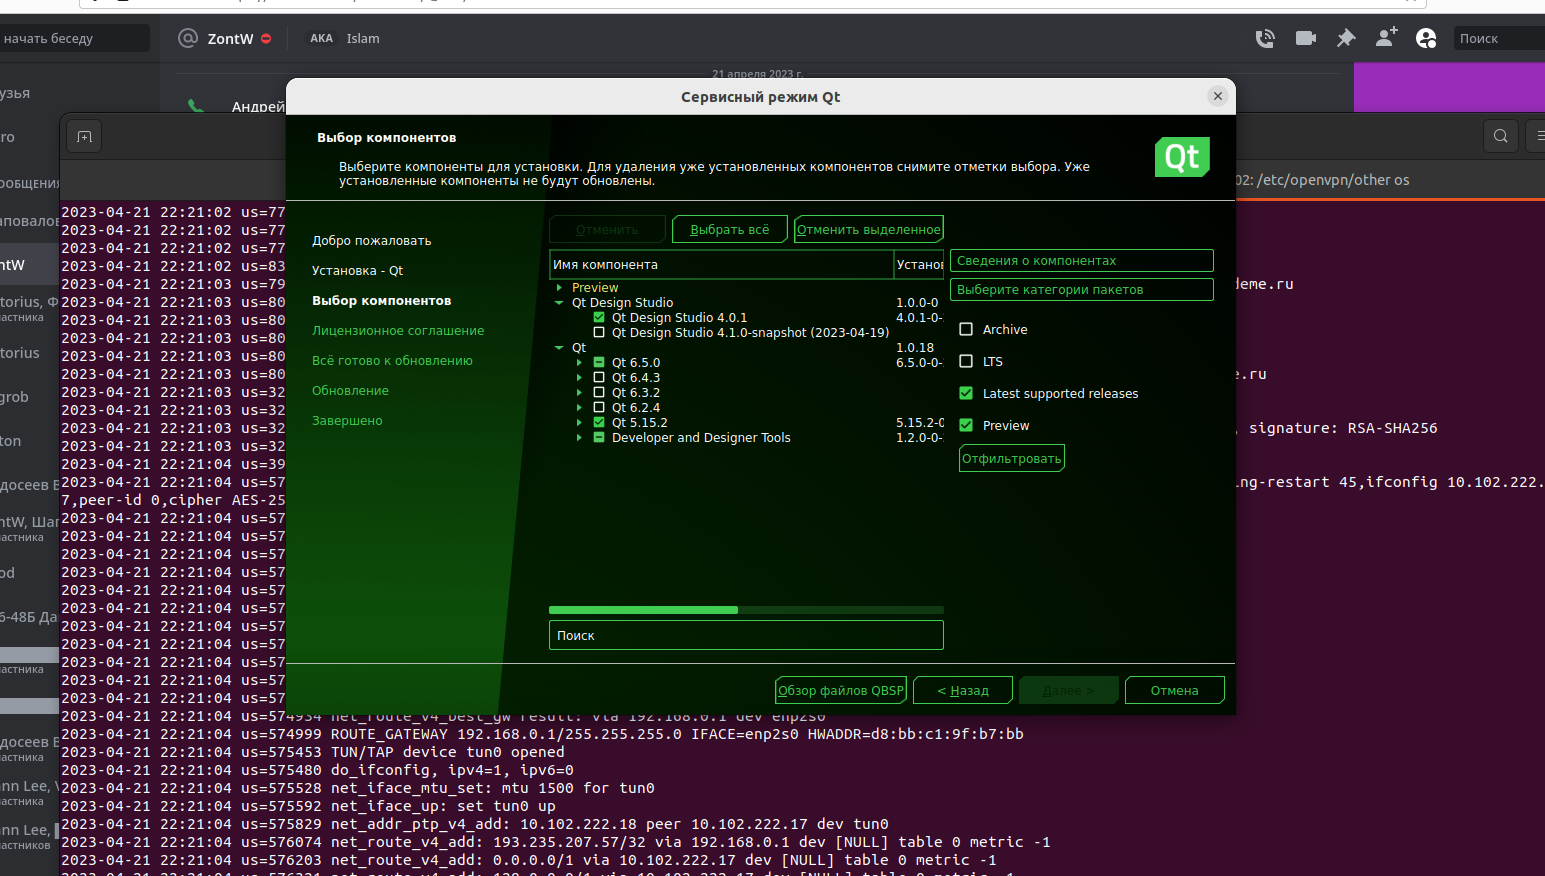 начать беседу
@ ZontW
AKA Islam
Поиск
21 апреля 2023 г.
узья
Андрей
ro
ообщения
аповалов
ntW
torius, Ф
астника
torius
grob
ton
досеев В
ntW, Шап
астника
od
6-48Б Да
астника
досеев В
астника
ann Lee, V
астника
ann Lee,
астников
Сервисный режим Qt
Выбор компонентов
Выберите компоненты для установки. Для удаления уже установленных компонентов снимите отметки выбора. Уже
установленные компоненты не будут обновлены.
Qt
Добро пожаловать
Установка - Qt
Выбор компонентов
Лицензионное соглашение
Всё готово к обновлению
Обновление
Завершено
Отменить
Выбрать всё
Отменить выделенное
Имя компонента Установ
Preview
Qt Design Studio 1.0.0-0
Qt Design Studio 4.0.1 4.0.1-0-
Qt Design Studio 4.1.0-snapshot (2023-04-19)
Qt 1.0.18
Qt 6.5.0 6.5.0-0-
Qt 6.4.3
Qt 6.3.2
Qt 6.2.4
Qt 5.15.2 5.15.2-0
Developer and Designer Tools 1.2.0-0-
Поиск
Сведения о компонентах
Выберите категории пакетов
Archive
LTS
Latest supported releases
Preview
Отфильтровать
Обзор файлов QBSP
< Назад
Далее >
Отмена
02: /etc/openvpn/other os
2023-04-21 22:21:02 us=77
2023-04-21 22:21:02 us=77
2023-04-21 22:21:02 us=77
2023-04-21 22:21:02 us=83
2023-04-21 22:21:03 us=79 deme.ru
2023-04-21 22:21:03 us=80
2023-04-21 22:21:03 us=80
2023-04-21 22:21:03 us=80
2023-04-21 22:21:03 us=80
2023-04-21 22:21:03 us=80 e.ru
2023-04-21 22:21:03 us=32
2023-04-21 22:21:03 us=32
2023-04-21 22:21:03 us=32 , signature: RSA-SHA256
2023-04-21 22:21:03 us=32
2023-04-21 22:21:04 us=39
2023-04-21 22:21:04 us=57 ng-restart 45,ifconfig 10.102.222.
7,peer-id 0,cipher AES-25
2023-04-21 22:21:04 us=57
2023-04-21 22:21:04 us=57
2023-04-21 22:21:04 us=57
2023-04-21 22:21:04 us=57
2023-04-21 22:21:04 us=57
2023-04-21 22:21:04 us=57
2023-04-21 22:21:04 us=57
2023-04-21 22:21:04 us=57
2023-04-21 22:21:04 us=57
2023-04-21 22:21:04 us=57
2023-04-21 22:21:04 us=57
2023-04-21 22:21:04 us=574934 net_route_v4_best_gw result: via 192.168.0.1 dev enp2s0
2023-04-21 22:21:04 us=574999 ROUTE_GATEWAY 192.168.0.1/255.255.255.0 IFACE=enp2s0 HWADDR=d8:bb:c1:9f:b7:bb
2023-04-21 22:21:04 us=575453 TUN/TAP device tun0 opened
2023-04-21 22:21:04 us=575480 do_ifconfig, ipv4=1, ipv6=0
2023-04-21 22:21:04 us=575528 net_iface_mtu_set: mtu 1500 for tun0
2023-04-21 22:21:04 us=575592 net_iface_up: set tun0 up
2023-04-21 22:21:04 us=575829 net_addr_ptp_v4_add: 10.102.222.18 peer 10.102.222.17 dev tun0
2023-04-21 22:21:04 us=576074 net_route_v4_add: 193.235.207.57/32 via 192.168.0.1 dev [NULL] table 0 metric -1
2023-04-21 22:21:04 us=576203 net_route_v4_add: 0.0.0.0/1 via 10.102.222.17 dev [NULL] table 0 metric -1